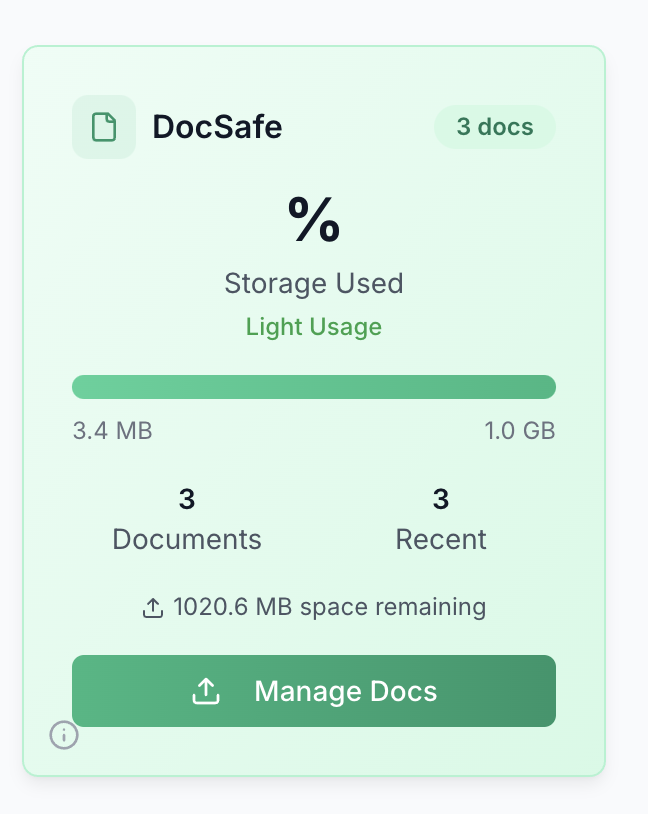 DocSafe
3 docs
%
Storage Used
Light Usage
3.4 MB
1.0 GB
3
Documents
3
Recent
1020.6 MB space remaining
Manage Docs